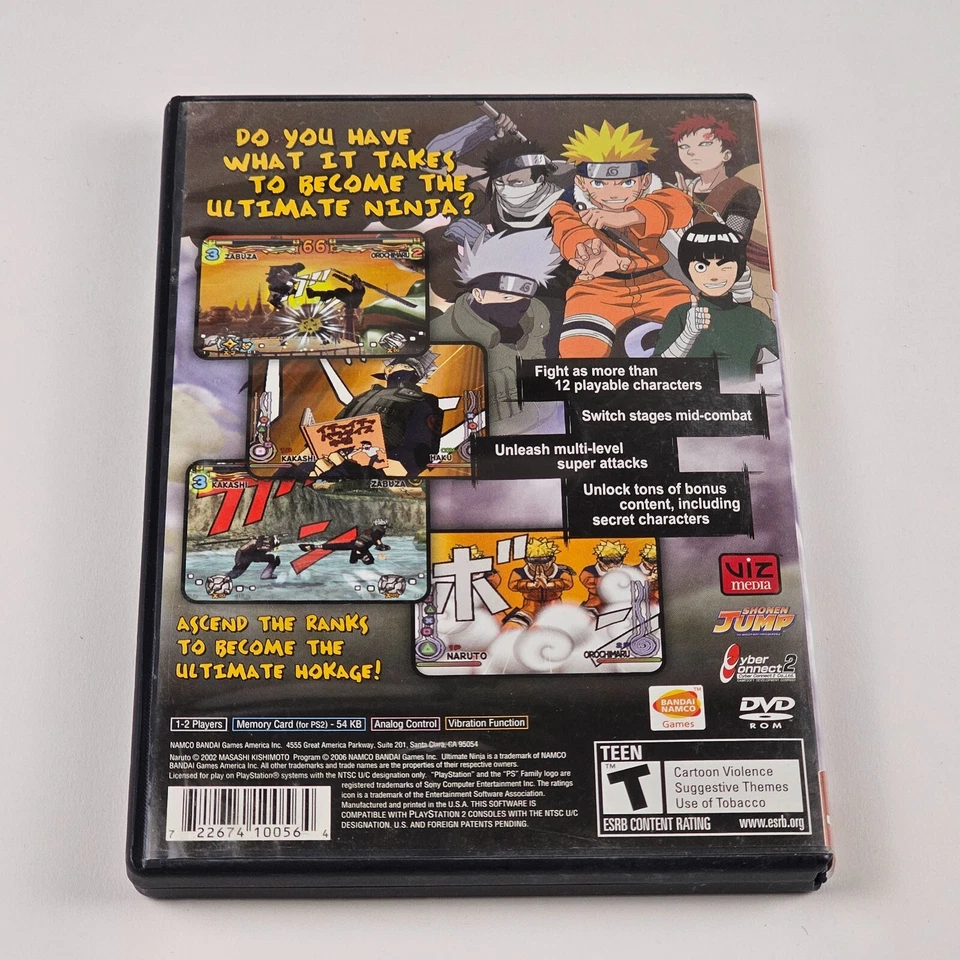 DO YOU HAVE
WHAT IT TAKES
TO BECOME THE
ULTIMATE NINJA?
3 ZABUZA
66
OROCHIMARU 2
KAKASHI
HAKU
3 KAKASHI
ZABUZA
ガガ
ン
ボ
NARUTO
OROCHIMARU
Fight as more than
12 playable characters
Switch stages mid-combat
Unleash multi-level
super attacks
Unlock tons of bonus
content, including
secret characters
ASCEND THE RANKS
TO BECOME THE
ULTIMATE HOKAGE!
VIZ
media
SHONEN
JUMP
Cyber
Connect 2
BANDAI
NAMCO
Games
TM
DVD
ROM
1-2 Players
Memory Card (for PS2) - 54 KB
Analog Control
Vibration Function
NAMCO BANDAI Games America Inc. 4555 Great America Parkway, Suite 201, Santa Clara, CA 95054
Naruto © 2002 MASASHI KISHIMOTO Program © 2006 NAMCO BANDAI Games Inc. Ultimate Ninja is a trademark of NAMCO
BANDAI Games America Inc. All other trademarks and trade names are the properties of their respective owners.
Licensed for play on PlayStation® systems with the NTSC U/C designation only. "PlayStation" and the "PS" Family logo are
registered trademarks of Sony Computer Entertainment Inc. The ratings
icon is a trademark of the Entertainment Software Association.
Manufactured and printed in the U.S.A. THIS SOFTWARE IS
COMPATIBLE WITH PLAYSTATION 2 CONSOLES WITH THE NTSC U/C
DESIGNATION. U.S. AND FOREIGN PATENTS PENDING.
7 22674 10056 4
TEEN
T
TM
Cartoon Violence
Suggestive Themes
Use of Tobacco
ESRB CONTENT RATING www.esrb.org